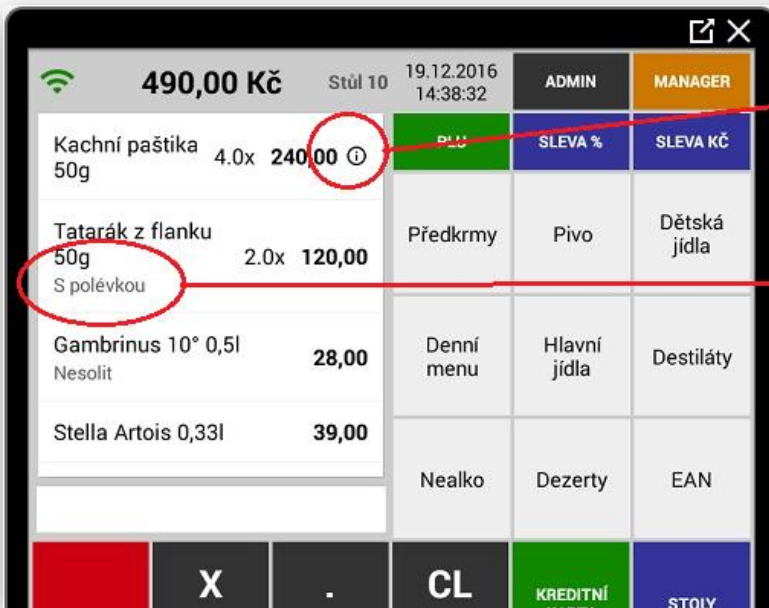 490,00 Kč Stůl 10 19.12.2016 ADMIN MANAGER
14:38:32
Kachní paštika 4.0x 240,00
50g
PLU SLEVA % SLEVA KČ
Tatarák z flanku
50g 2.0x 120,00
S polévkou
Předkrmy Pivo Dětská
jídla
Gambrinus 10° 0,5l 28,00
Nesolit
Denní Hlavní Destiláty
menu jídla
Stella Artois 0,33l 39,00
Nealko Dezerty EAN
X . CL KREDITNÍ STOLY